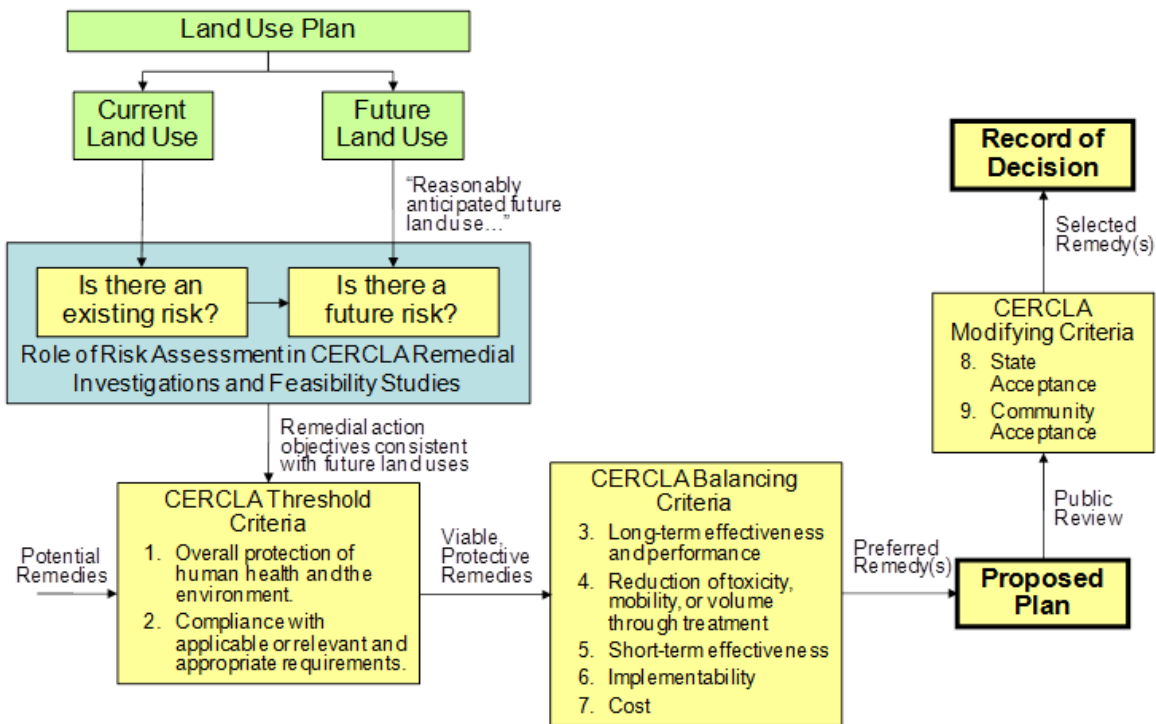 Land Use Plan
Current
Land Use
Future
Land Use
“Reasonably
anticipated future
land use…”
Is there an
existing risk?
Is there a
future risk?
Role of Risk Assessment in CERCLA Remedial
Investigations and Feasibility Studies
Remedial action
objectives consistent
with future land uses
Potential
Remedies
CERCLA Threshold
Criteria
1. Overall protection of
human health and the
environment.
2. Compliance with
applicable or relevant and
appropriate requirements.
Viable,
Protective
Remedies
CERCLA Balancing
Criteria
3. Long-term effectiveness
and performance
4. Reduction of toxicity,
mobility, or volume
through treatment
5. Short-term effectiveness
6. Implementability
7. Cost
Preferred
Remedy(s)
Proposed
Plan
Public
Review
CERCLA
Modifying Criteria
8. State
Acceptance
9. Community
Acceptance
Selected
Remedy(s)
Record of
Decision